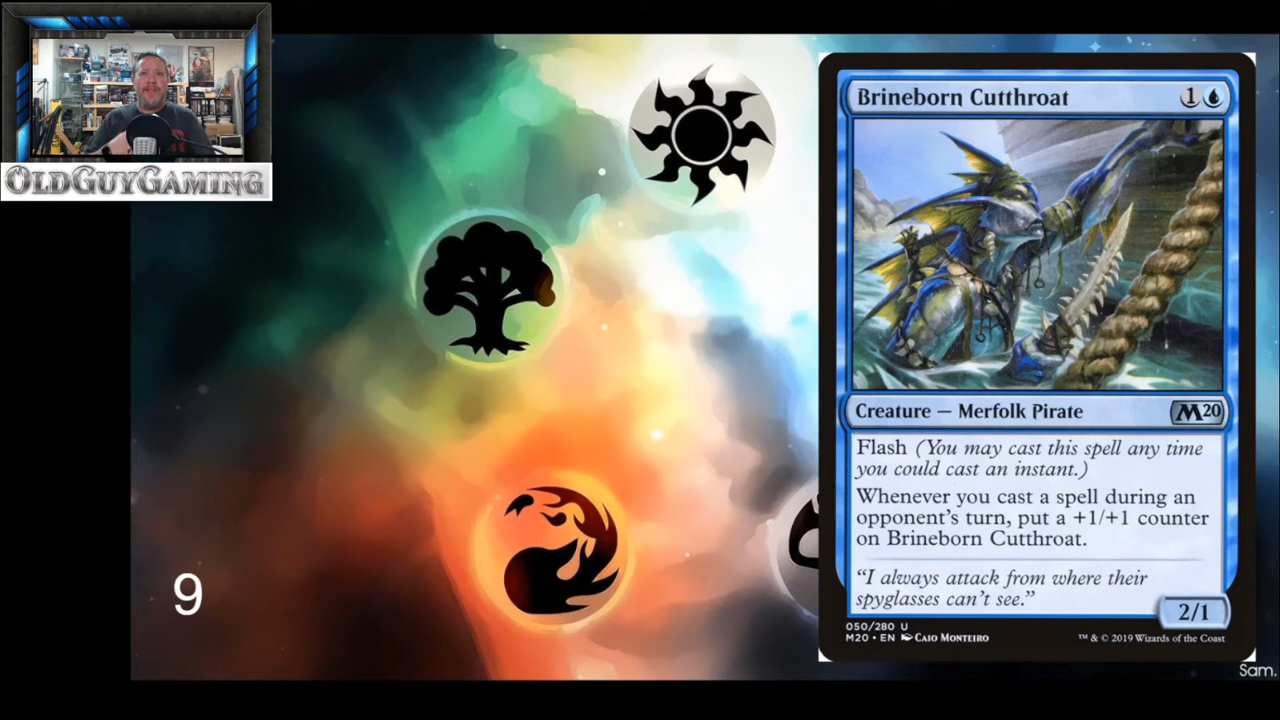 OLDGUYGAMING
Brineborn Cutthroat 1
Creature — Merfolk Pirate M20
Flash (You may cast this spell any time
you could cast an instant.)
Whenever you cast a spell during an
opponent's turn, put a +1/+1 counter
on Brineborn Cutthroat.
“I always attack from where their
spyglasses can't see.”
2/1
050/280 U
M20 • EN CAIO MONTEIRO ™ & © 2019 Wizards of the Coast
9
Sam.